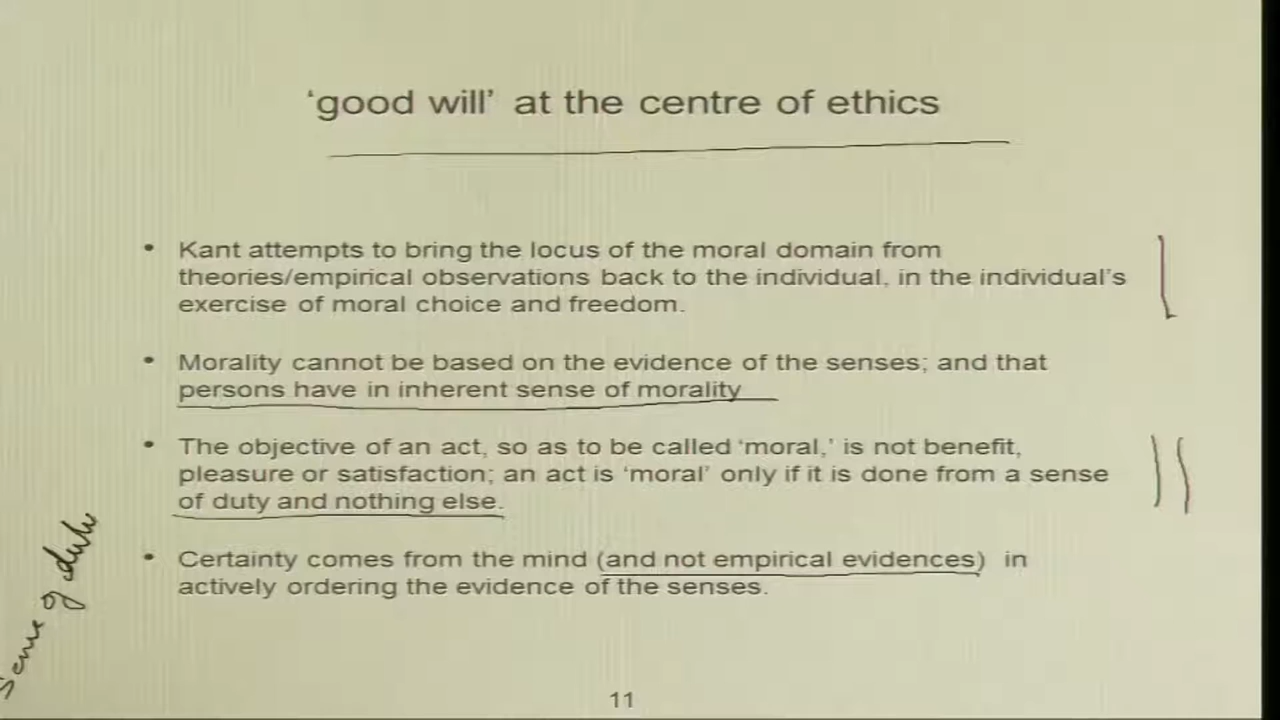 ‘good will’ at the centre of ethics
• Kant attempts to bring the locus of the moral domain from
theories/empirical observations back to the individual, in the individual’s
exercise of moral choice and freedom.
• Morality cannot be based on the evidence of the senses; and that
persons have in inherent sense of morality
• The objective of an act, so as to be called ‘moral,’ is not benefit,
pleasure or satisfaction; an act is ‘moral’ only if it is done from a sense
of duty and nothing else.
• Certainty comes from the mind (and not empirical evidences) in
actively ordering the evidence of the senses.
Sense of duty
11